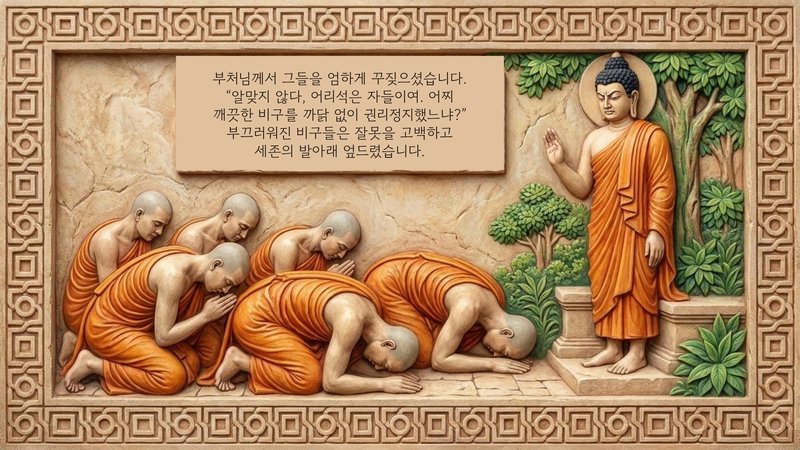 부처님께서 그들을 엄하게 꾸짖으셨습니다.
“알맞지 않다, 어리석은 자들이여. 어찌
깨끗한 비구를 까닭 없이 권리정지했느냐?”
부끄러워진 비구들은 잘못을 고백하고
세존의 발아래 엎드렸습니다.